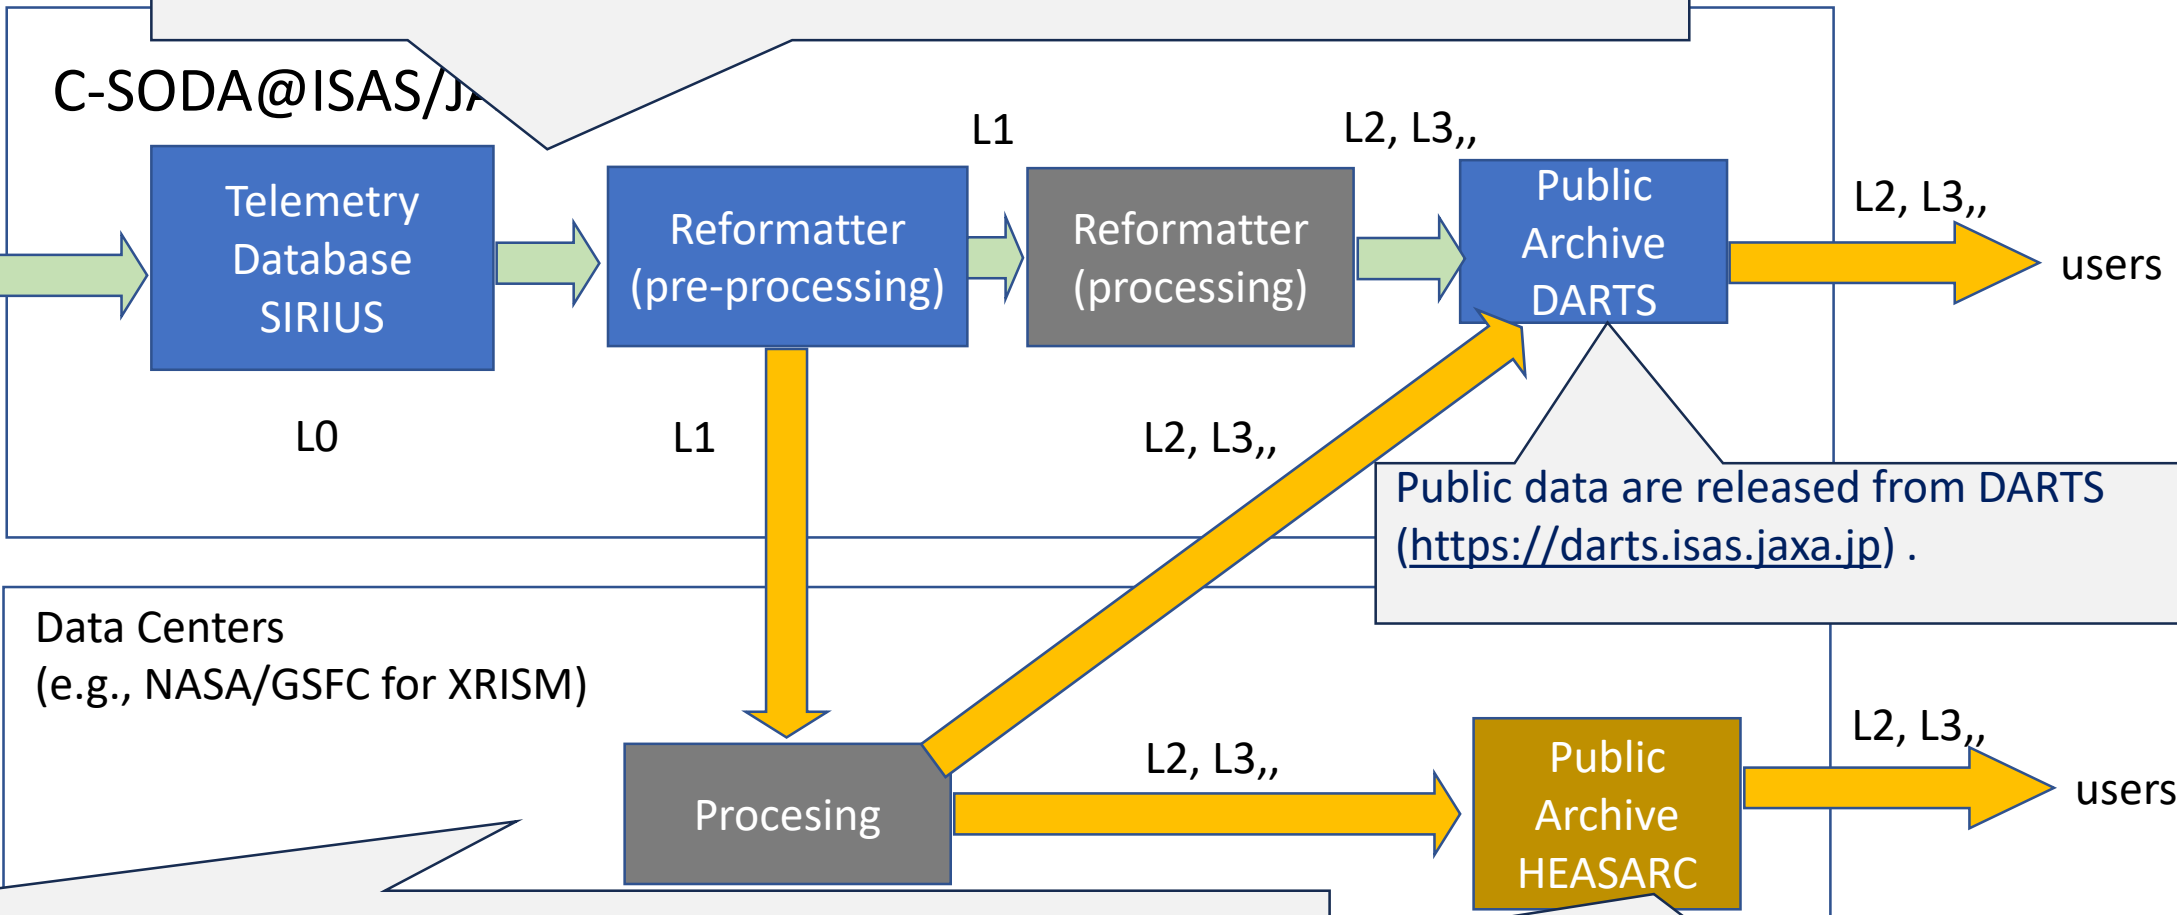 C-SODA@ISAS/
L1
L2, L3,,
Telemetry
Database
SIRIUS
Reformatter
(pre-processing)
Reformatter
(processing)
Public
Archive
DARTS
L2, L3,,
users
L0
L1
L2, L3,,
Public data are released from DARTS
(https://darts.isas.jaxa.jp) .
Data Centers
(e.g., NASA/GSFC for XRISM)
Procesing
L2, L3,,
Public
Archive
HEASARC
L2, L3,,
users